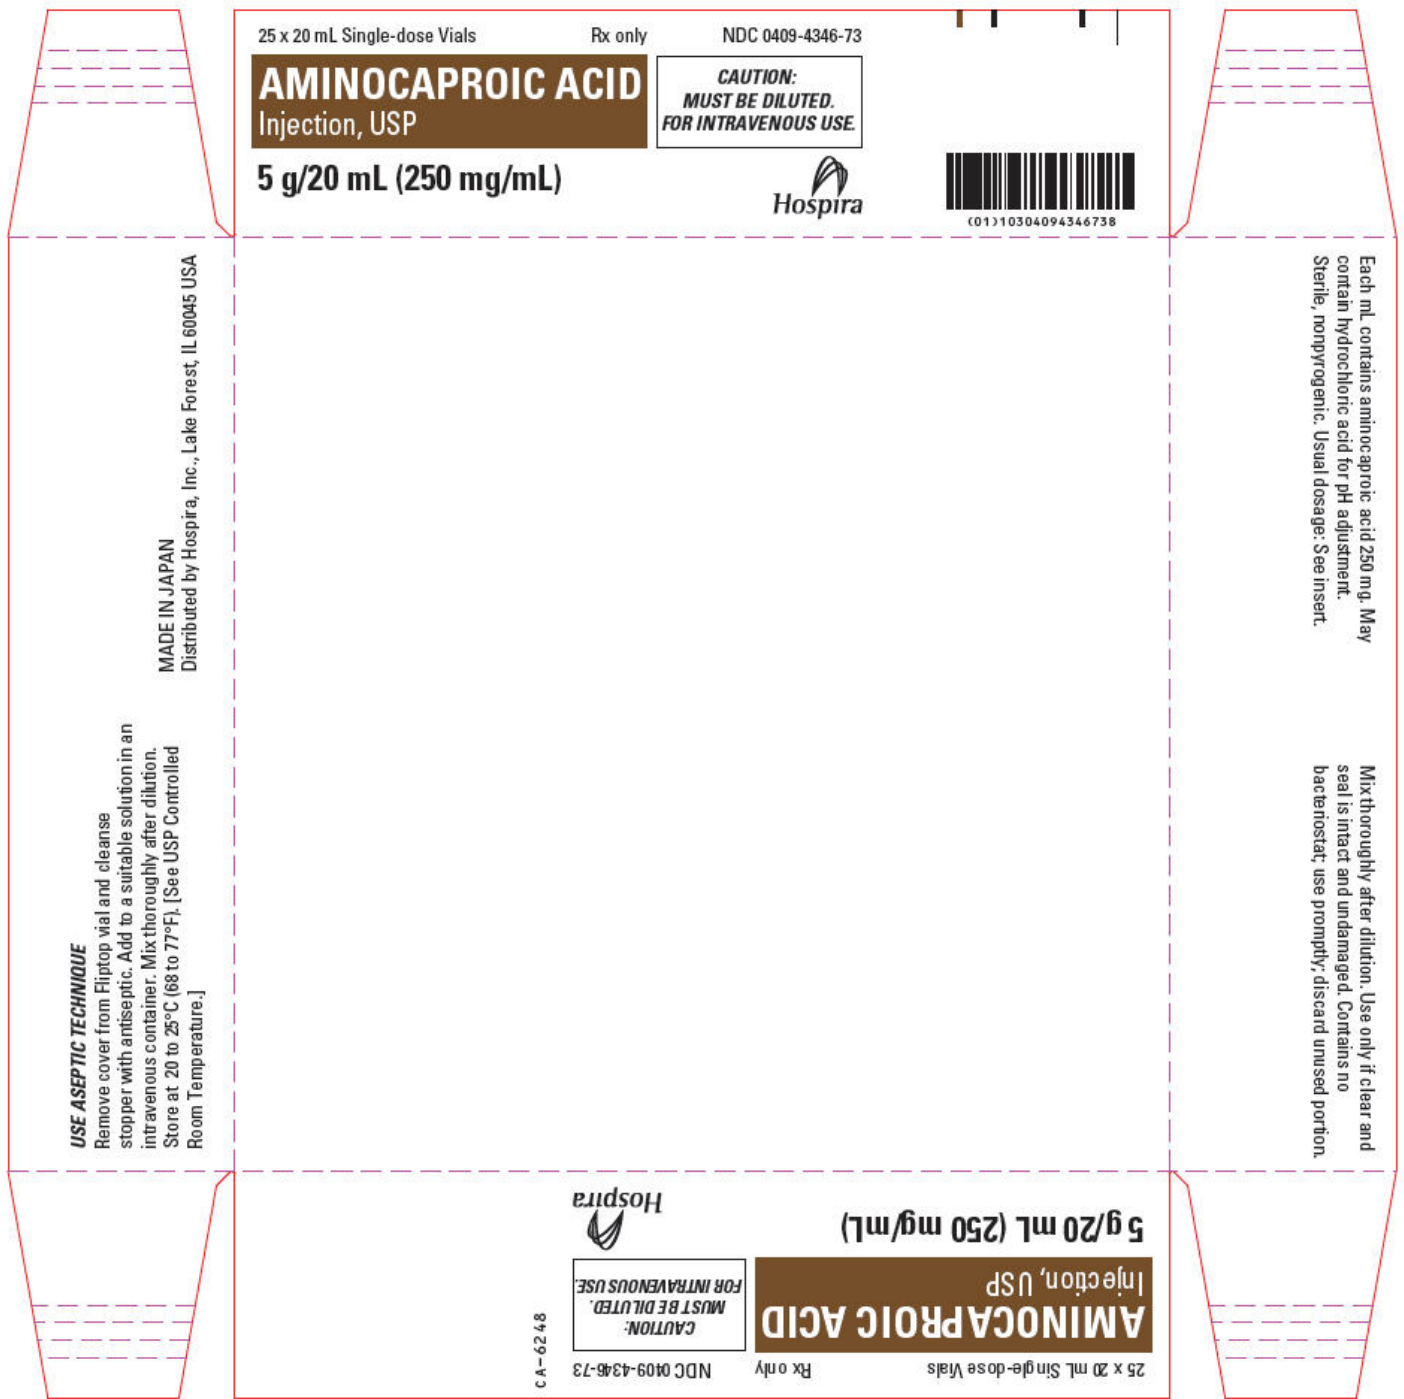 25 x 20 mL Single-dose Vials Rx only NDC 0409-4346-73
AMINOCAPROIC ACID
Injection, USP
5 g/20 mL (250 mg/mL)
CAUTION:
MUST BE DILUTED.
FOR INTRAVENOUS USE.
Hospira
(01)10304094346738
MADE IN JAPAN
Distributed by Hospira, Inc., Lake Forest, IL 60045 USA
USE ASEPTIC TECHNIQUE
Remove cover from Fliptop vial and cleanse
stopper with antiseptic. Add to a suitable solution in an
intravenous container. Mix thoroughly after dilution.
Store at 20 to 25°C (68 to 77°F). [See USP Controlled
Room Temperature.]
Each mL contains aminocaproic acid 250 mg. May
contain hydrochloric acid for pH adjustment.
Sterile, nonpyrogenic. Usual dosage: See insert.
Mix thoroughly after dilution. Use only if clear and
seal is intact and undamaged. Contains no
bacteriostat; use promptly; discard unused portion.
25 x 20 mL Single-dose Vials Rx only NDC 0409-4346-73
AMINOCAPROIC ACID
Injection, USP
5 g/20 mL (250 mg/mL)
CAUTION:
MUST BE DILUTED.
FOR INTRAVENOUS USE.
Hospira
CA-6248